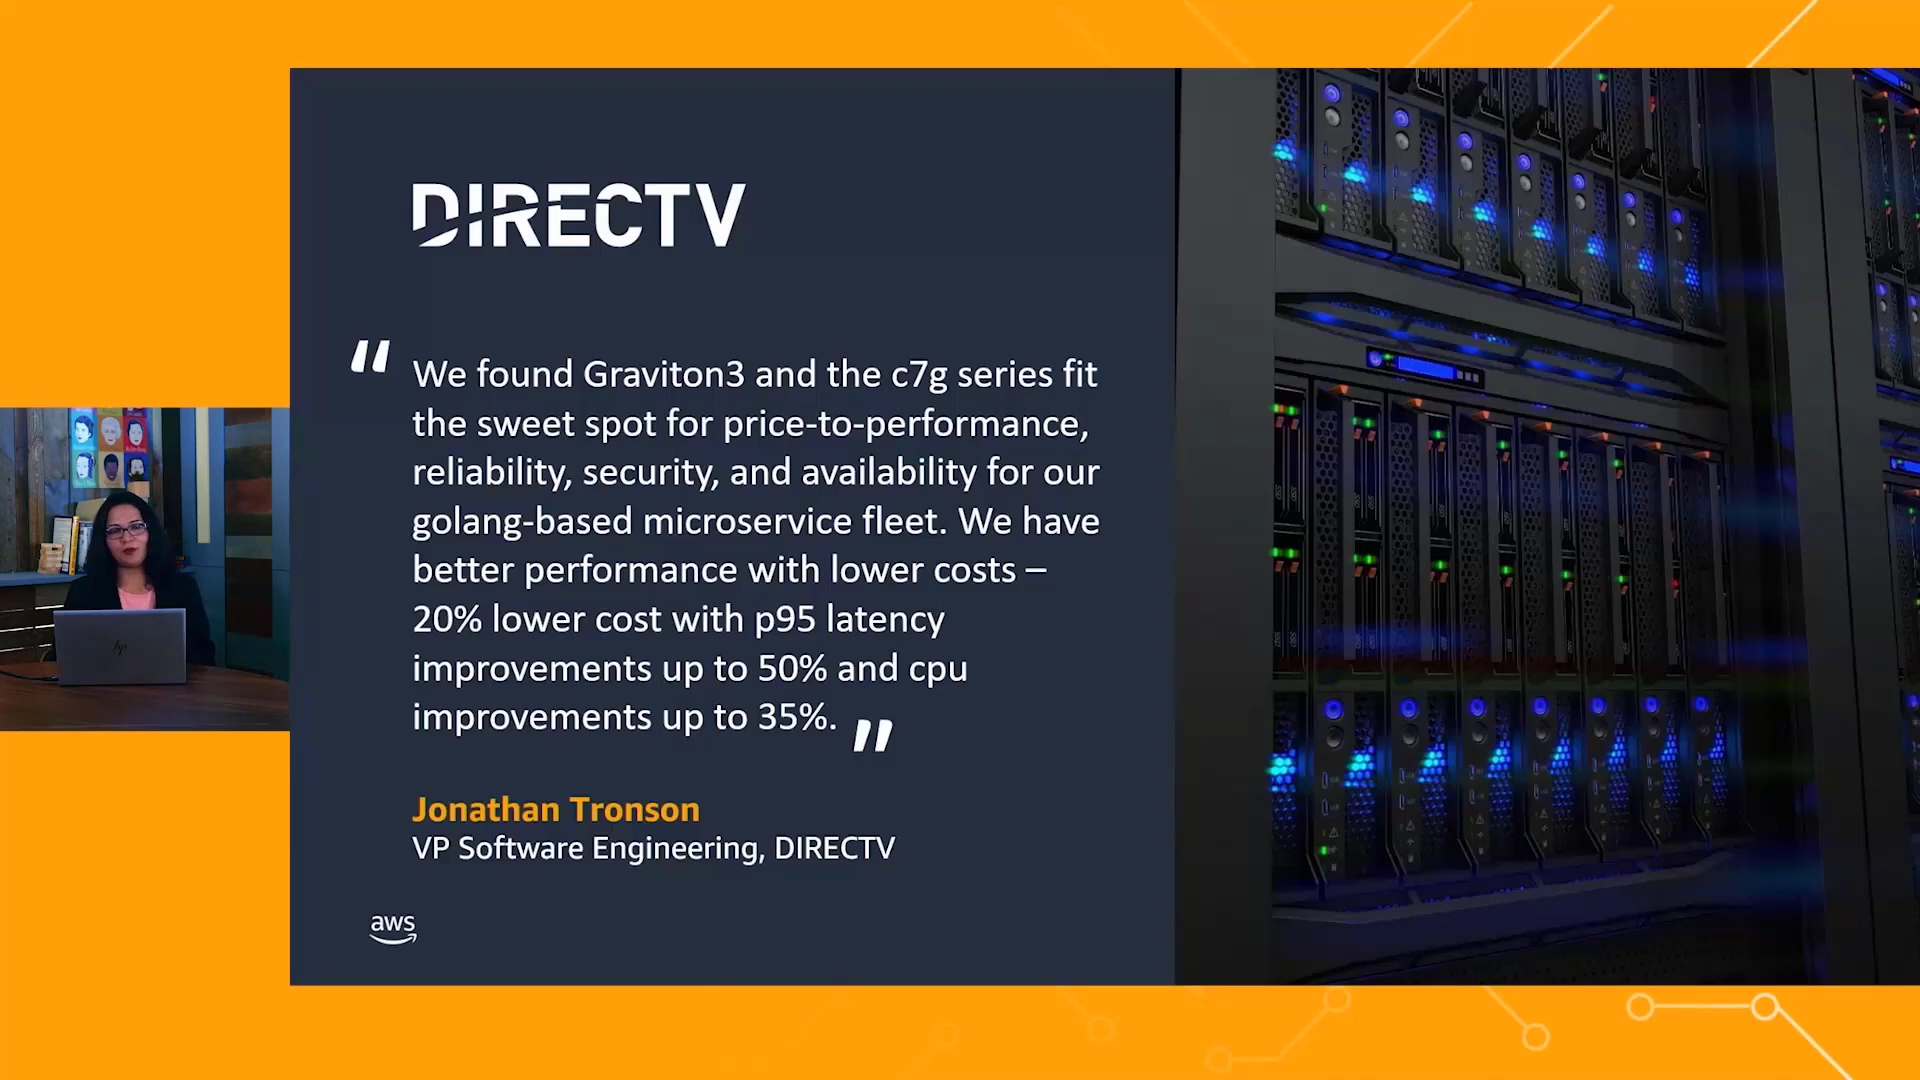 DIRECTV
“ We found Graviton3 and the c7g series fit
the sweet spot for price-to-performance,
reliability, security, and availability for our
golang-based microservice fleet. We have
better performance with lower costs –
20% lower cost with p95 latency
improvements up to 50% and cpu
improvements up to 35%. ”
Jonathan Tronson
VP Software Engineering, DIRECTV
aws
hp